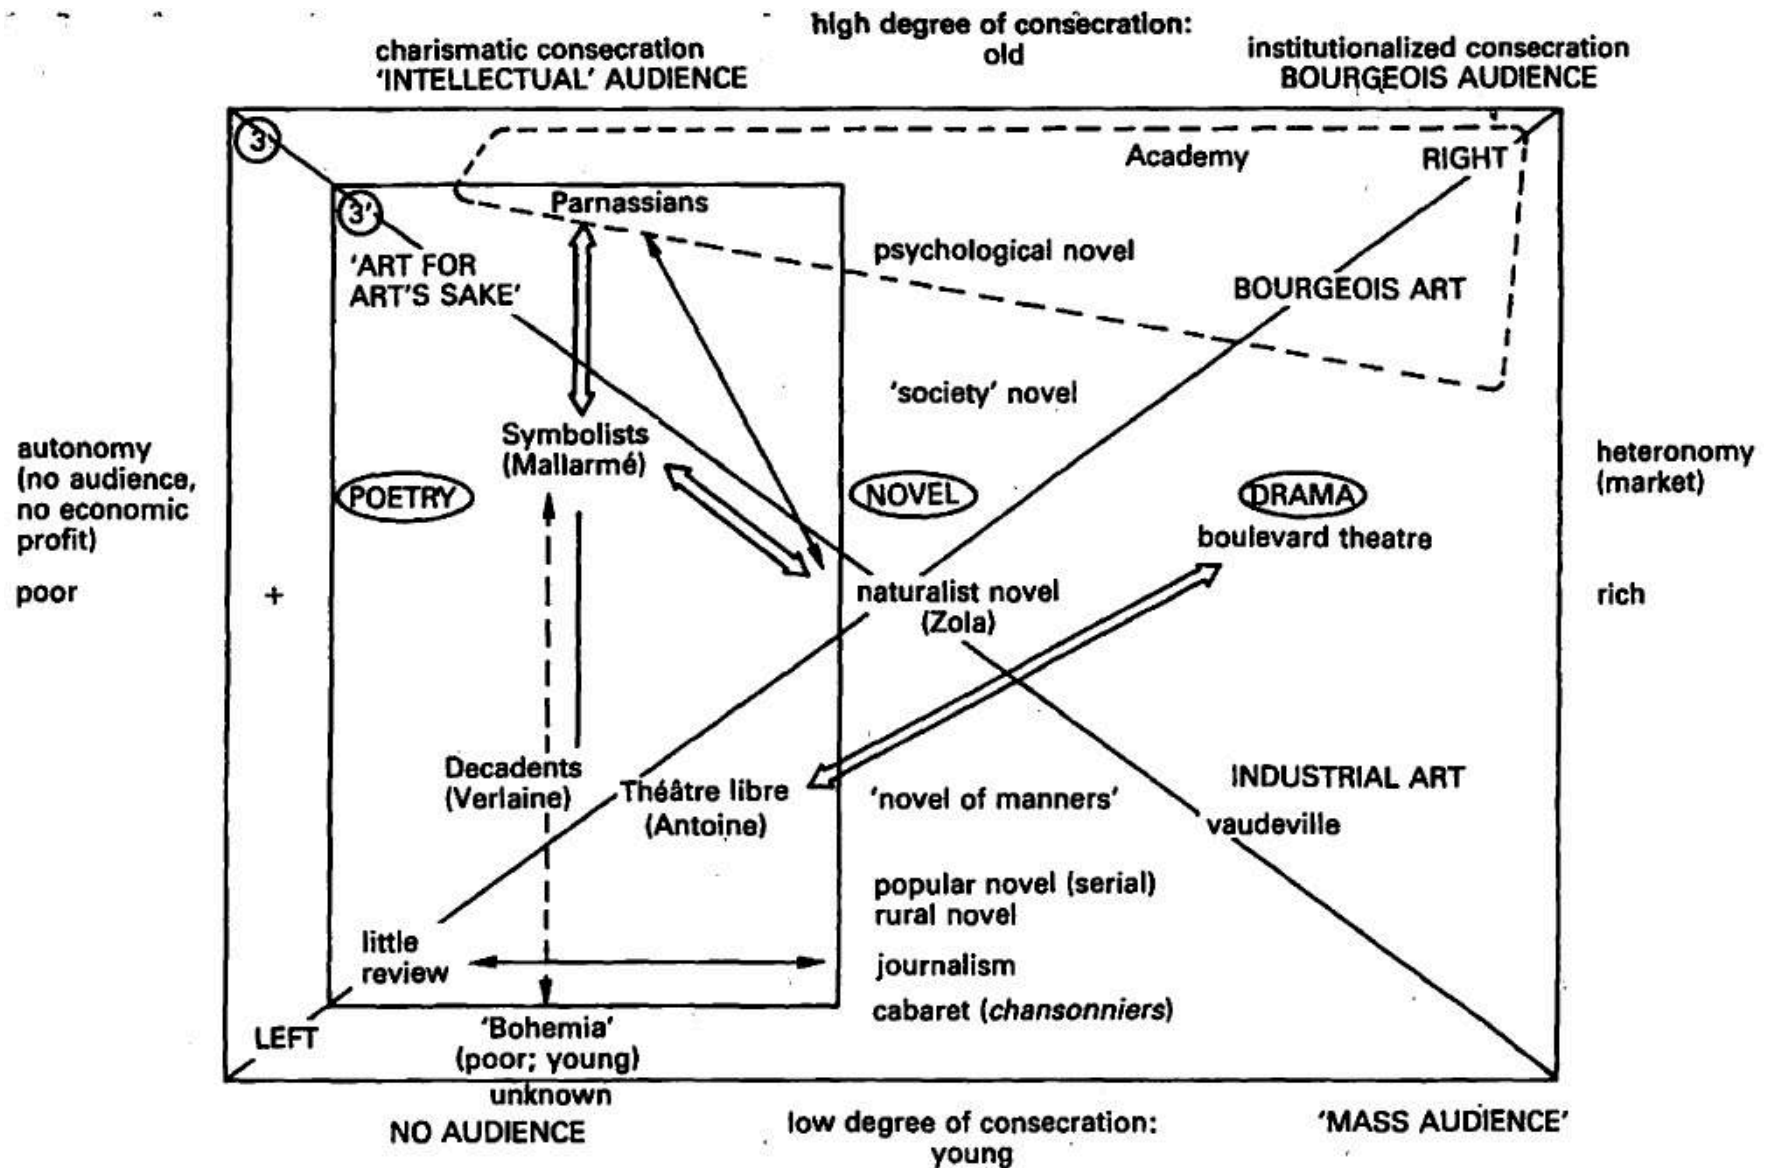 high degree of consecration:
old
charismatic consecration
'INTELLECTUAL' AUDIENCE
institutionalized consecration
BOURGEOIS AUDIENCE
3
Academy
RIGHT
3'
Parnassians
'ART FOR
ART'S SAKE'
psychological novel
BOURGEOIS ART
'society' novel
autonomy
(no audience,
no economic
profit)
poor
+
Symbolists
(Mallarmé)
POETRY
NOVEL
DRAMA
boulevard theatre
heteronomy
(market)
rich
naturalist novel
(Zola)
Decadents
(Verlaine)
Théâtre libre
(Antoine)
'novel of manners'
INDUSTRIAL ART
vaudeville
popular novel (serial)
rural novel
little
review
journalism
cabaret (chansonniers)
LEFT
'Bohemia'
(poor; young)
unknown
NO AUDIENCE
low degree of consecration:
young
'MASS AUDIENCE'